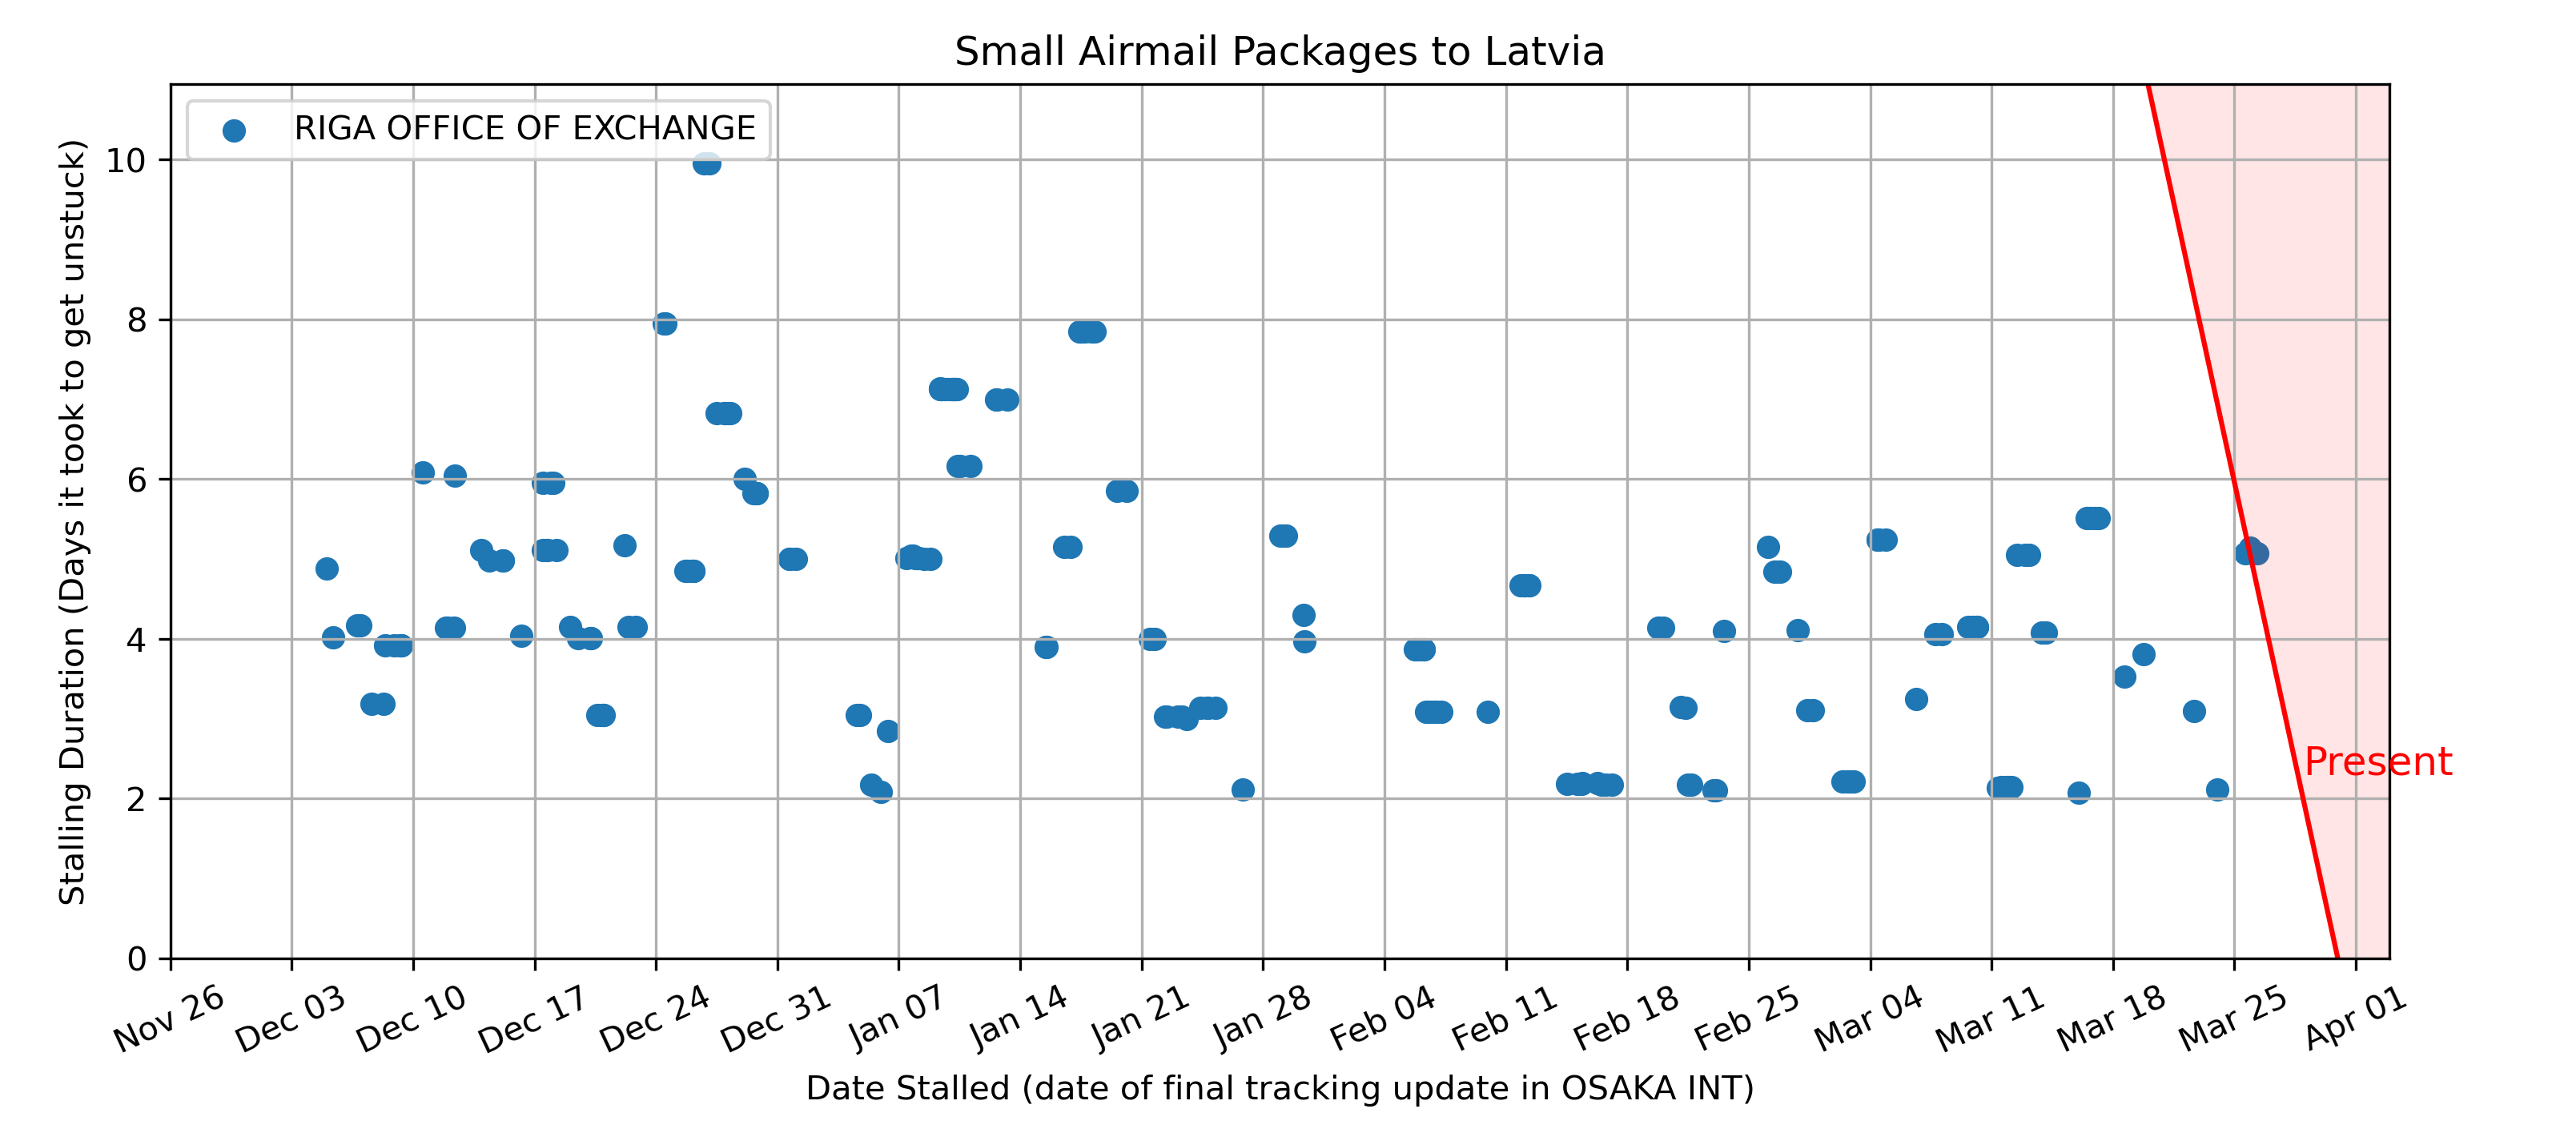 Small Airmail Packages to Latvia
RIGA OFFICE OF EXCHANGE
Stalling Duration (Days it took to get unstuck)
10
8
6
4
2
0
Present
Nov 26
Dec 03
Dec 10
Dec 17
Dec 24
Dec 31
Jan 07
Jan 14
Jan 21
Jan 28
Feb 04
Feb 11
Feb 18
Feb 25
Mar 04
Mar 11
Mar 18
Mar 25
Apr 01
Date Stalled (date of final tracking update in OSAKA INT)